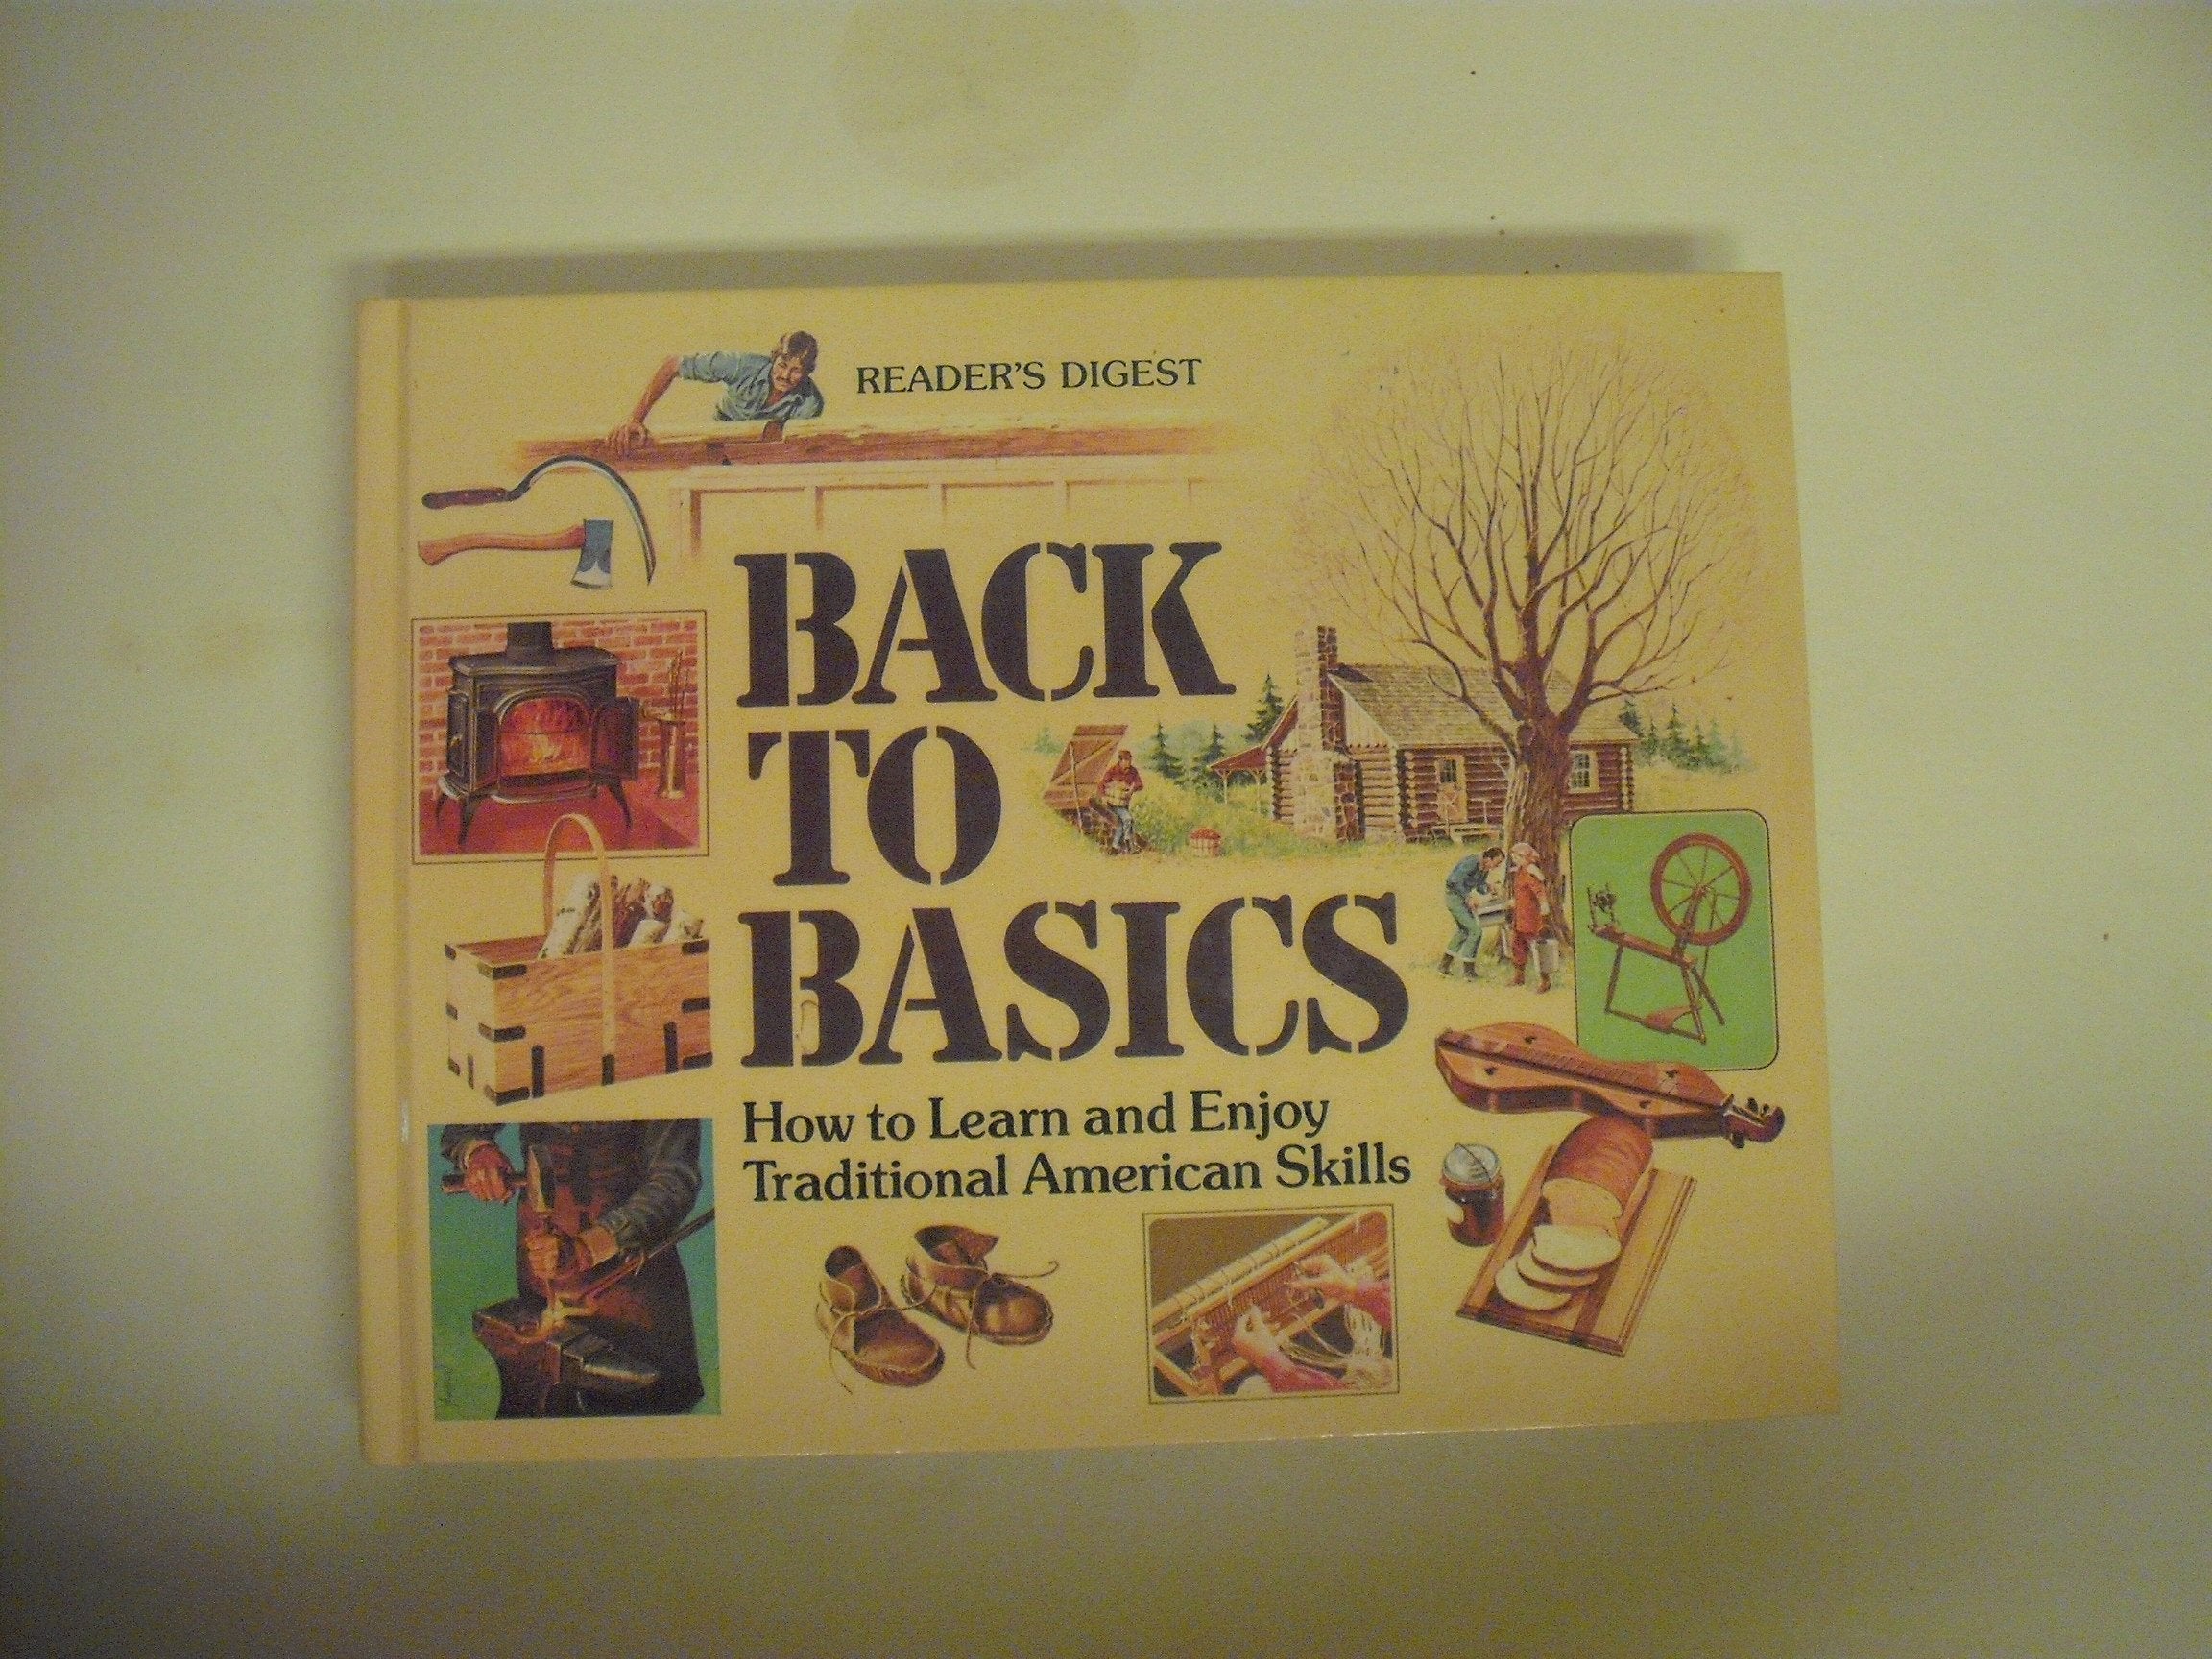 READER'S DIGEST
BACK
TO
BASICS
How to Learn and Enjoy
Traditional American Skills